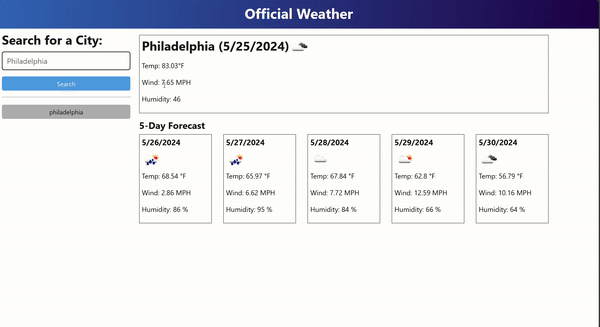 Official Weather
Search for a City:
Philadelphia
Search
philadelphia
Philadelphia (5/25/2024)
Temp: 83.03°F
Wind: 7.65 MPH
Humidity: 46
5-Day Forecast
5/26/2024
Temp: 68.54 °F
Wind: 2.86 MPH
Humidity: 86 %
5/27/2024
Temp: 65.97 °F
Wind: 6.62 MPH
Humidity: 95 %
5/28/2024
Temp: 67.84 °F
Wind: 7.72 MPH
Humidity: 84 %
5/29/2024
Temp: 62.8 °F
Wind: 12.59 MPH
Humidity: 66 %
5/30/2024
Temp: 56.79 °F
Wind: 10.16 MPH
Humidity: 64 %